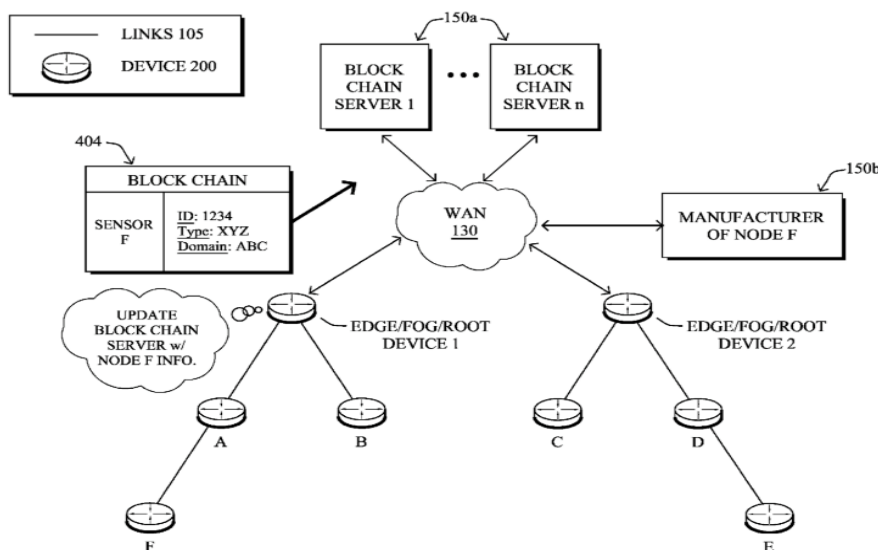 LINKS 105
DEVICE 200
150a
BLOCK
CHAIN
SERVER 1
•••
BLOCK
CHAIN
SERVER n
404
BLOCK CHAIN
SENSOR
F
ID: 1234
Type: XYZ
Domain: ABC
WAN
130
150b
MANUFACTURER
OF NODE F
UPDATE
BLOCK CHAIN
SERVER w/
NODE F INFO.
EDGE/FOG/ROOT
DEVICE 1
EDGE/FOG/ROOT
DEVICE 2
A
B
C
D
F
E